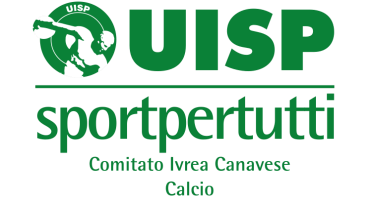 UISP
UISP
sportpertutti
Comitato Ivrea Canavese
Calcio